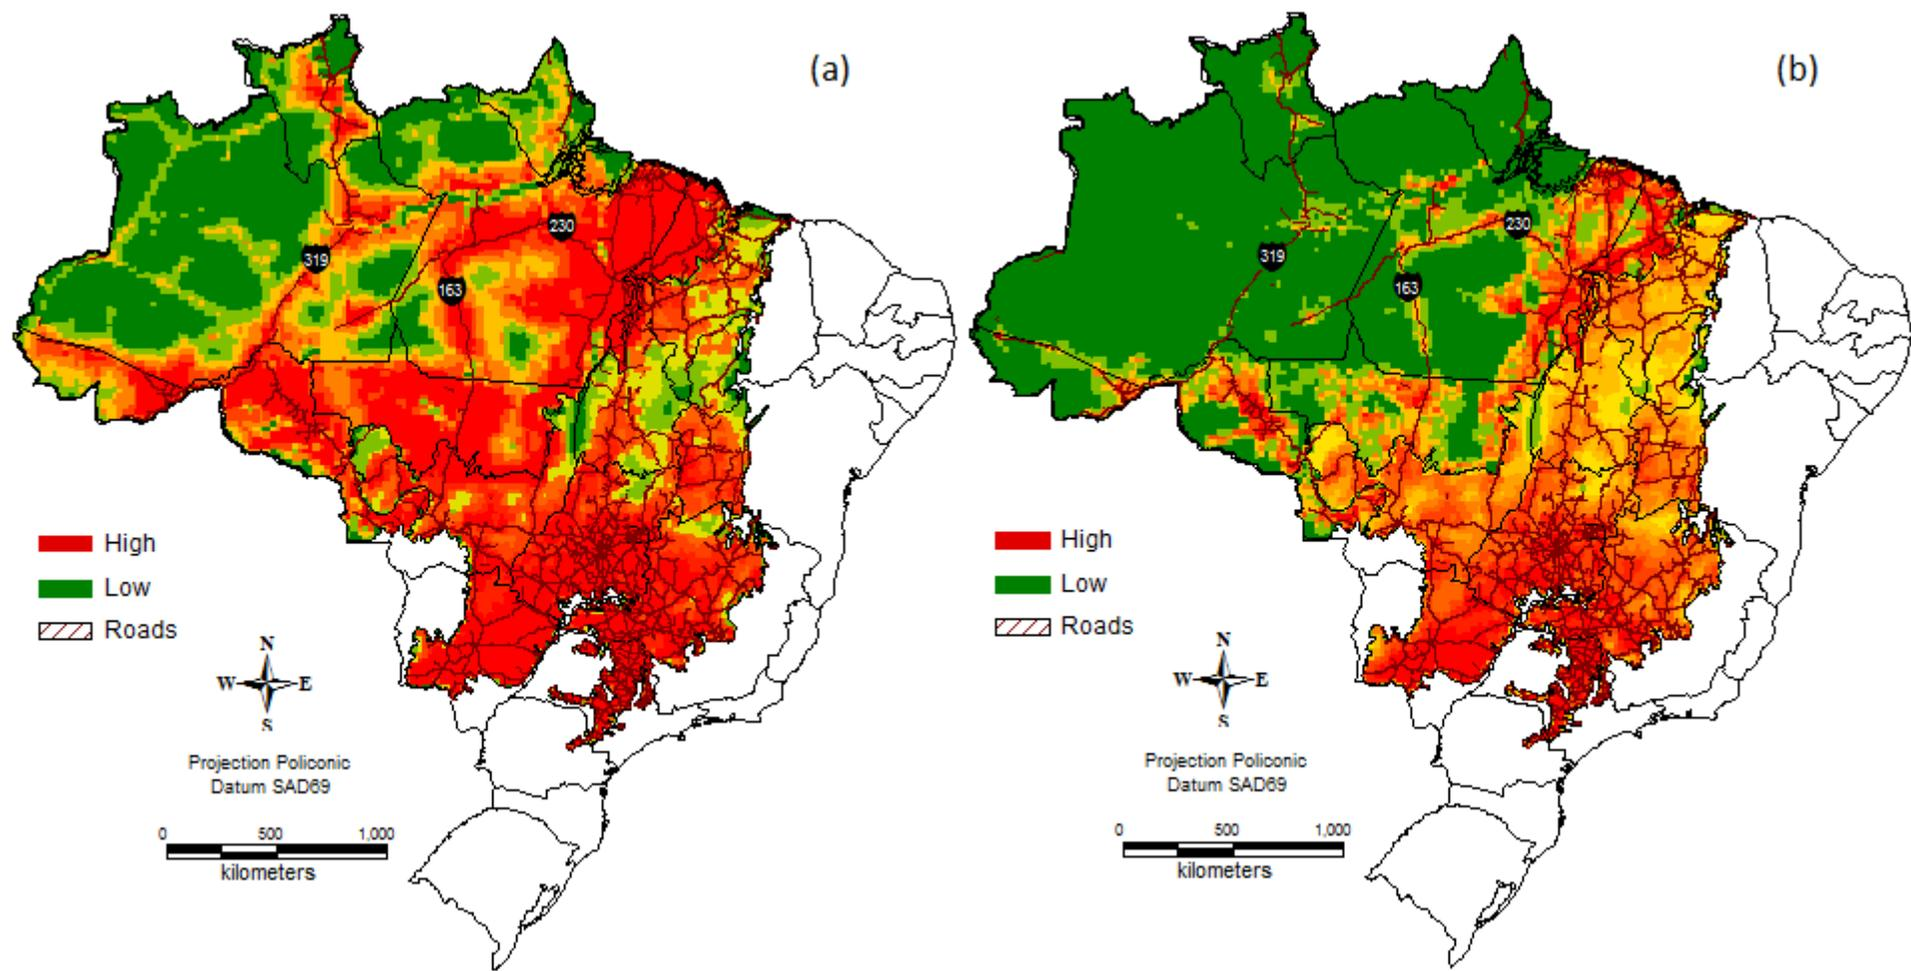 (a)
319
230
163
High
Low
Roads
N
W E
S
Projection Policonic
Datum SAD69
0 500 1,000
kilometers
(b)
319
230
163
High
Low
Roads
N
W E
S
Projection Policonic
Datum SAD69
0 500 1,000
kilometers